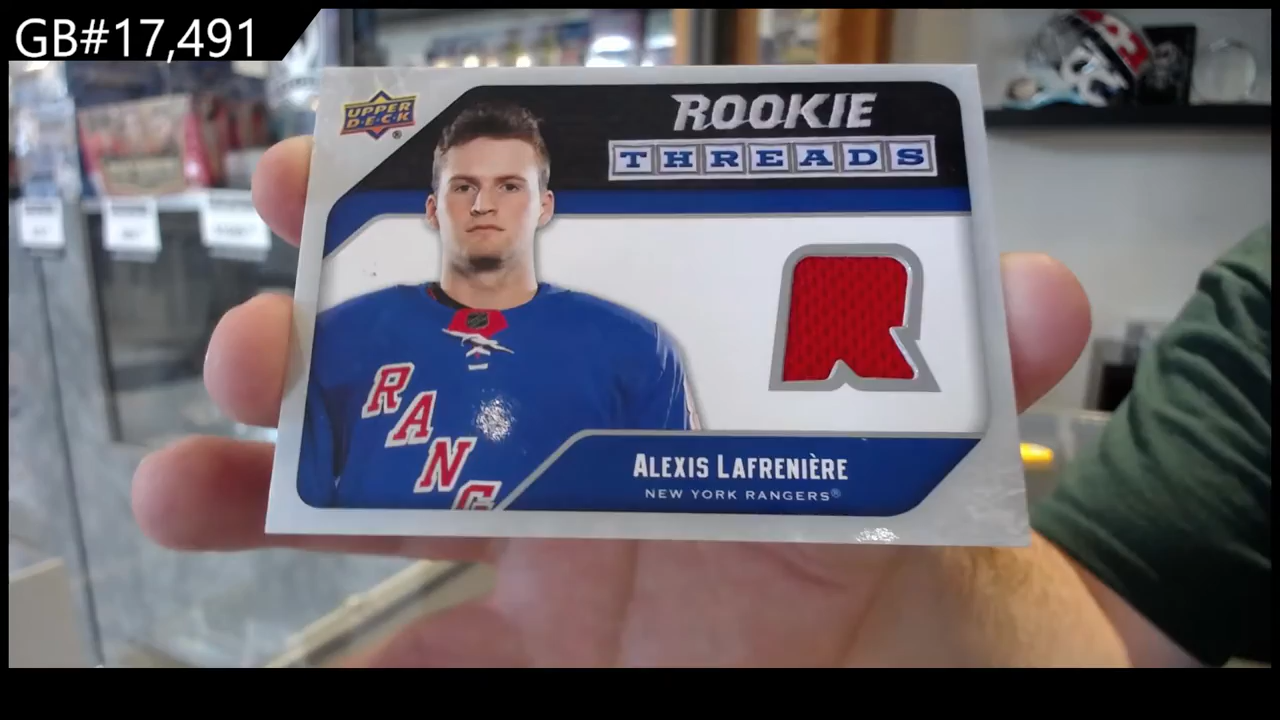 GB#17,491
UPPER
DECK
®
ROOKIE
THREADS
RANG
ALEXIS LAFRENIÈRE
NEW YORK RANGERS®